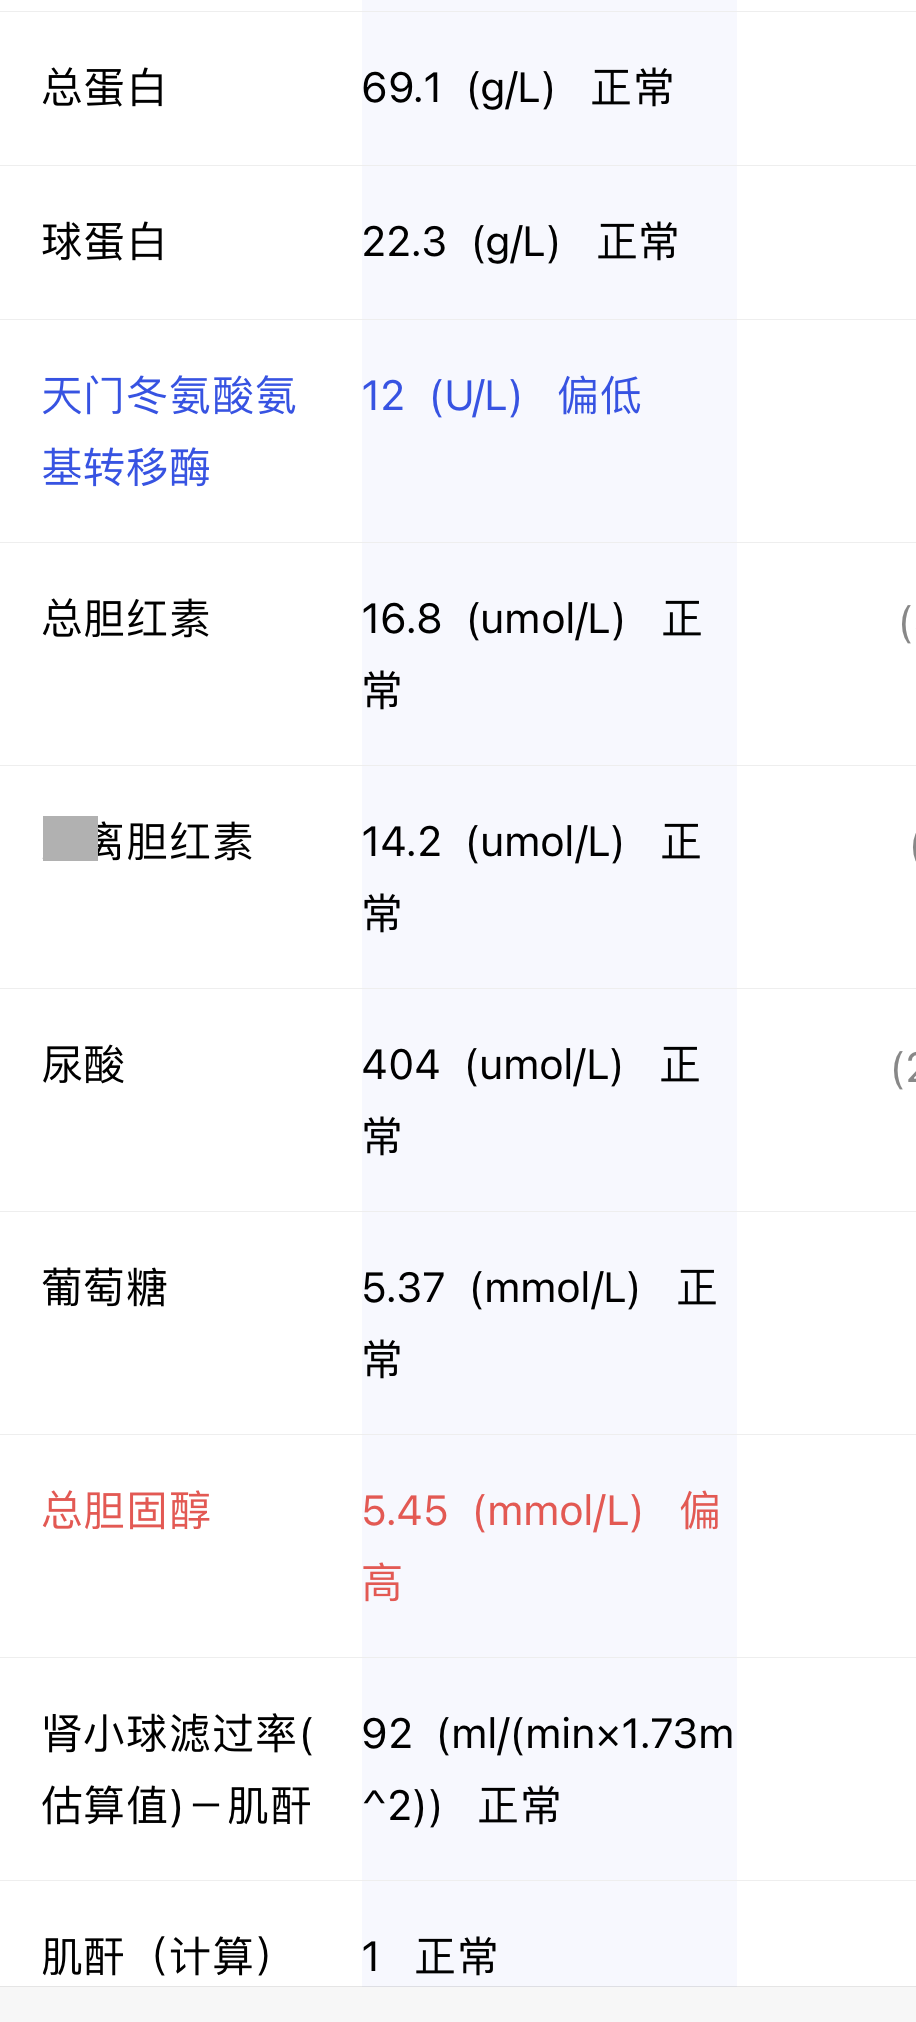 总蛋白 69.1 (g/L) 正常
球蛋白 22.3 (g/L) 正常
天门冬氨酸氨 12 (U/L) 偏低
基转移酶
总胆红素 16.8 (umol/L) 正 (
常
胆红素 14.2 (umol/L) 正 (
常
尿酸 404 (umol/L) 正 (2
常
葡萄糖 5.37 (mmol/L) 正
常
总胆固醇 5.45 (mmol/L) 偏
高
肾小球滤过率( 92 (ml/(min×1.73m
估算值)－肌酐 ^2)) 正常
肌酐（计算） 1 正常